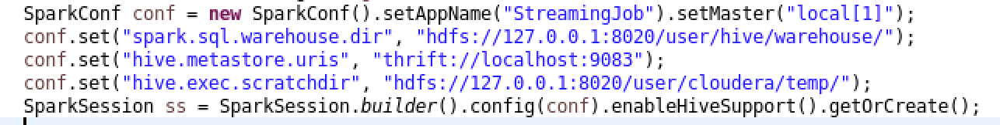 SparkConf conf = new SparkConf().setAppName("StreamingJob").setMaster("local[1]");
conf.set("spark.sql.warehouse.dir", "hdfs://127.0.0.1:8020/user/hive/warehouse/");
conf.set("hive.metastore.uris", "thrift://localhost:9083");
conf.set("hive.exec.scratchdir", "hdfs://127.0.0.1:8020/user/cloudera/temp/");
SparkSession ss = SparkSession.builder().config(conf).enableHiveSupport().getOrCreate();